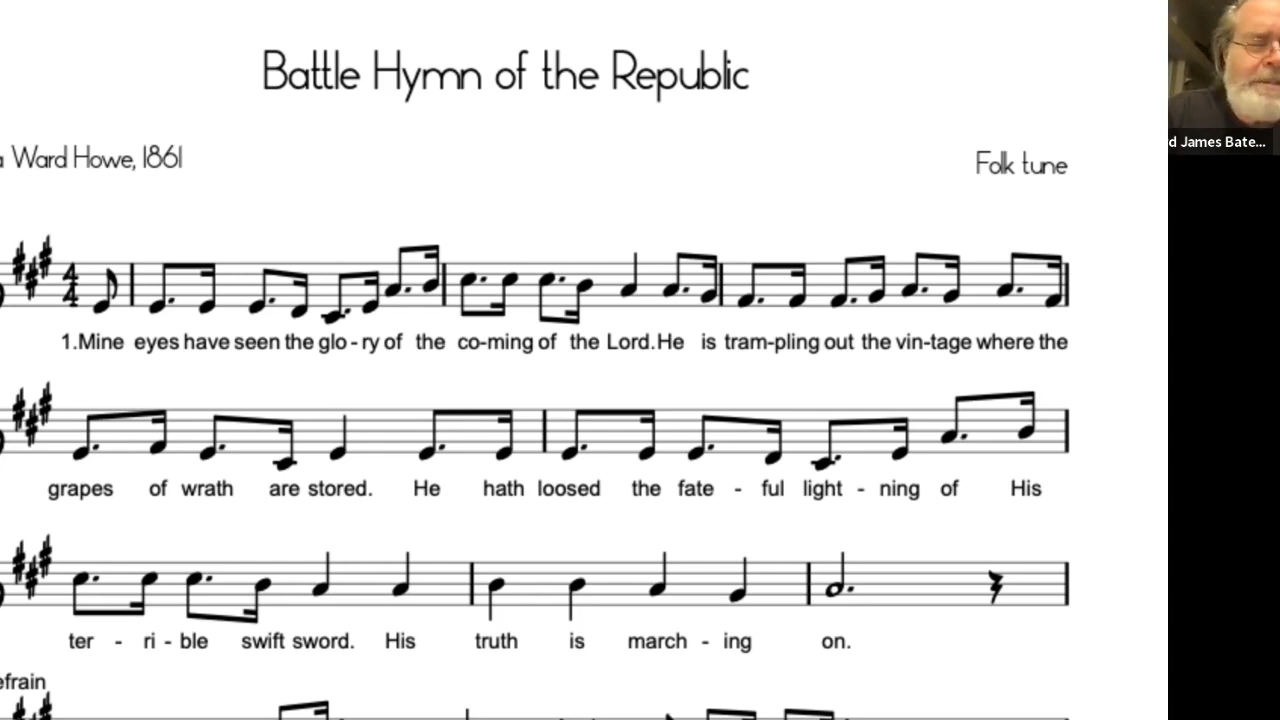 Battle Hymn of the Republic
Ward Howe, 1861
Folk tune
d James Bate...
4
4
1.Mine eyes have seen the glo - ry of the co-ming of the Lord.He is tram-pling out the vin-tage where the
grapes of wrath are stored. He hath loosed the fate - ful light - ning of His
ter - ri - ble swift sword. His truth is march - ing on.
efrain